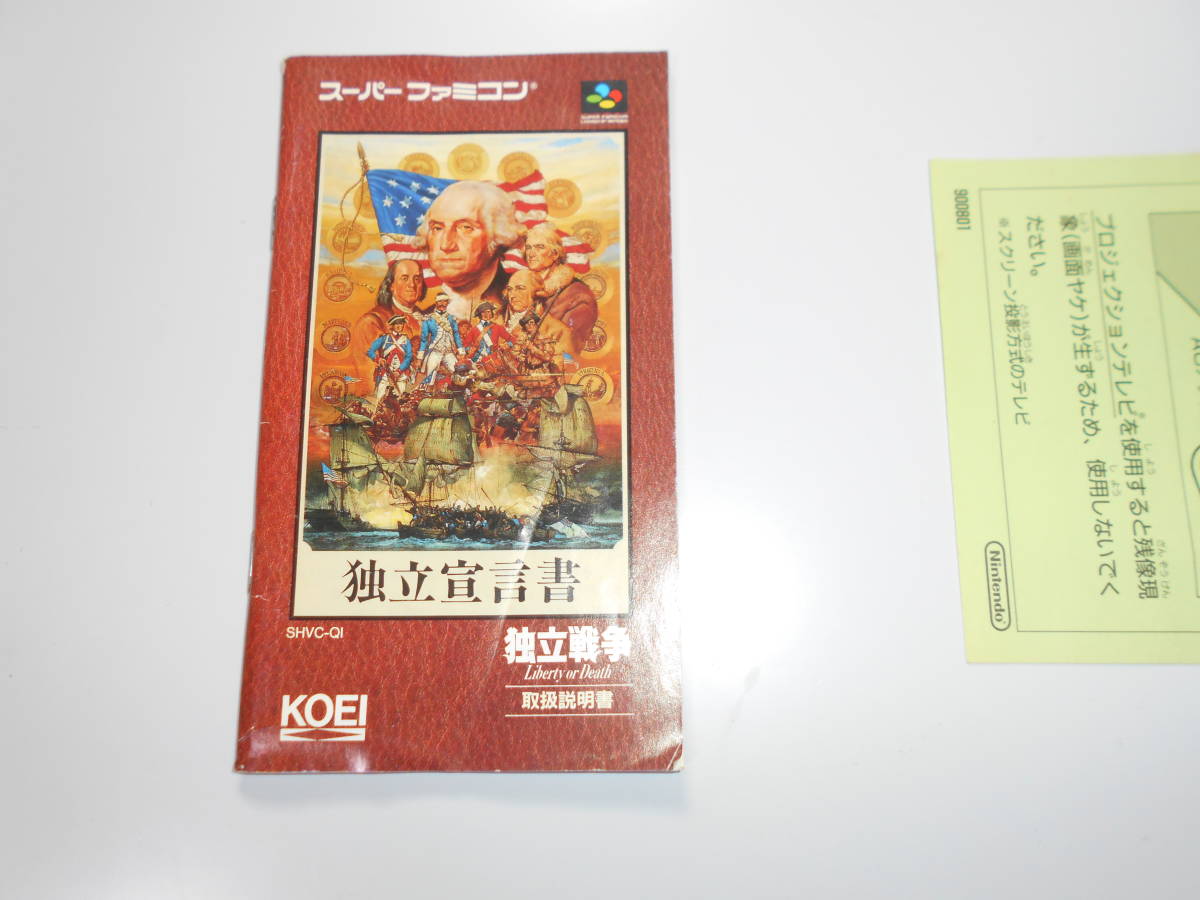 スーパーファミコン®
独立宣言書
SHVC-QI
独立戦争
Liberty or Death
取扱説明書
KOEI
900801
プロジェクションテレビ※を使用すると残像現
象(画面ヤケ)が生ずるため、使用しないでく
ださい。
※スクリーン投影方式のテレビ
Nintendo